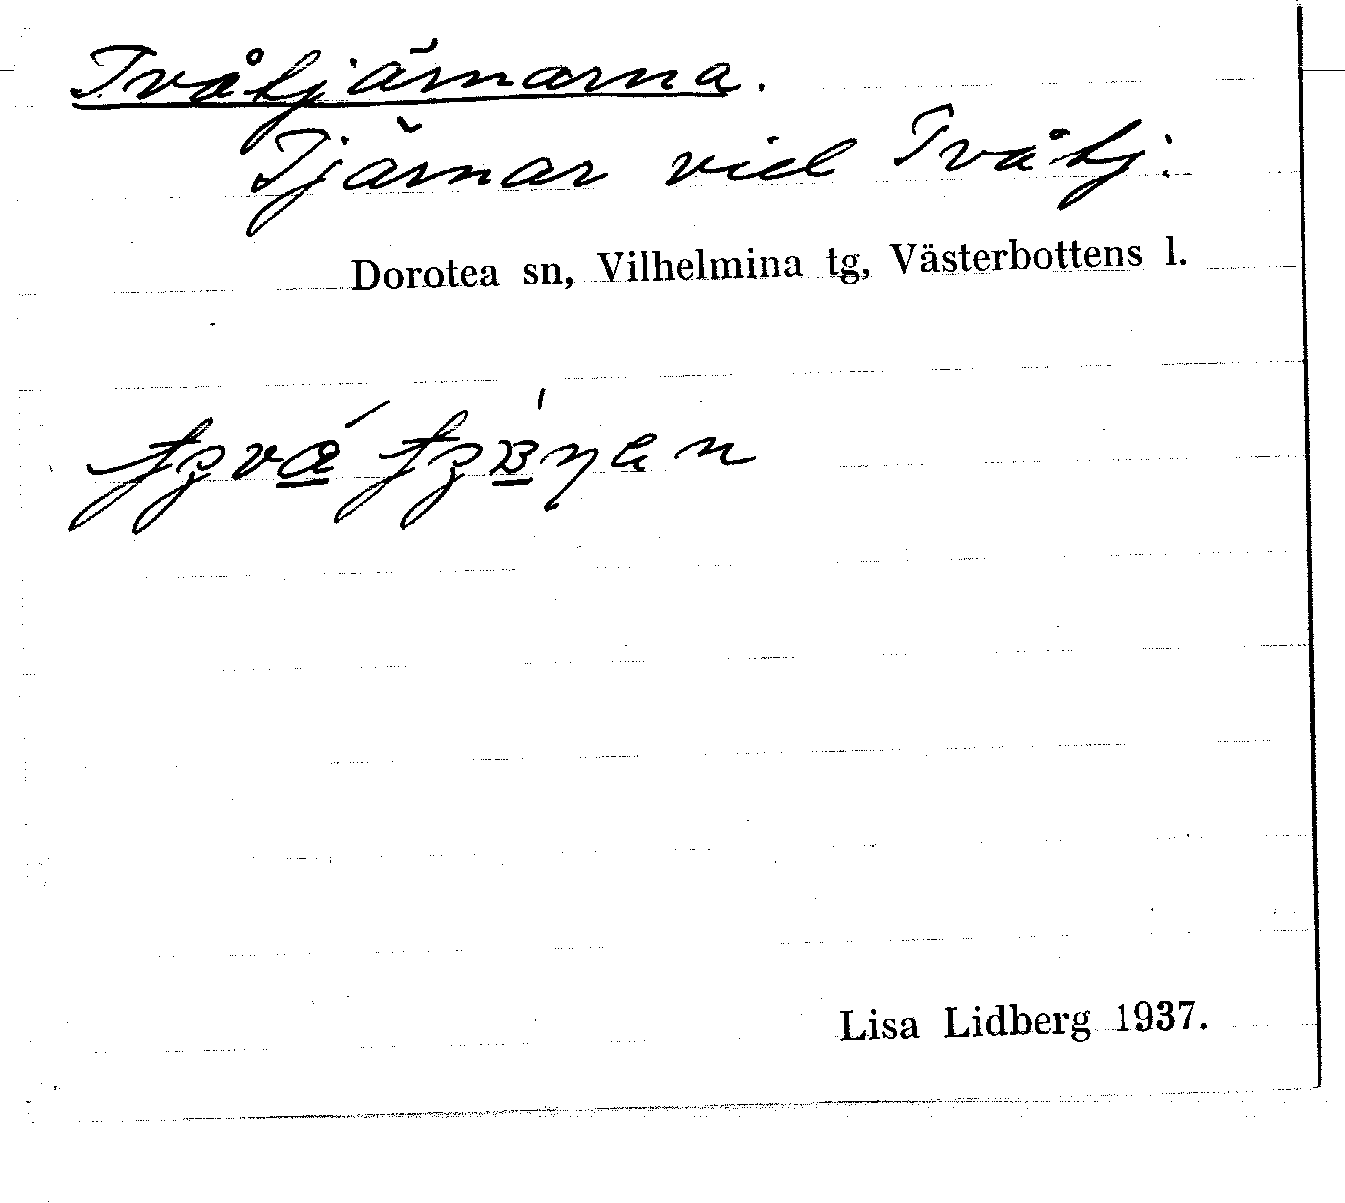 Tvåtjärnarna.
Tjärnar vid Tvåtj.
Dorotea sn, Vilhelmina tg, Västerbottens l.
Lisa Lidberg 1937.